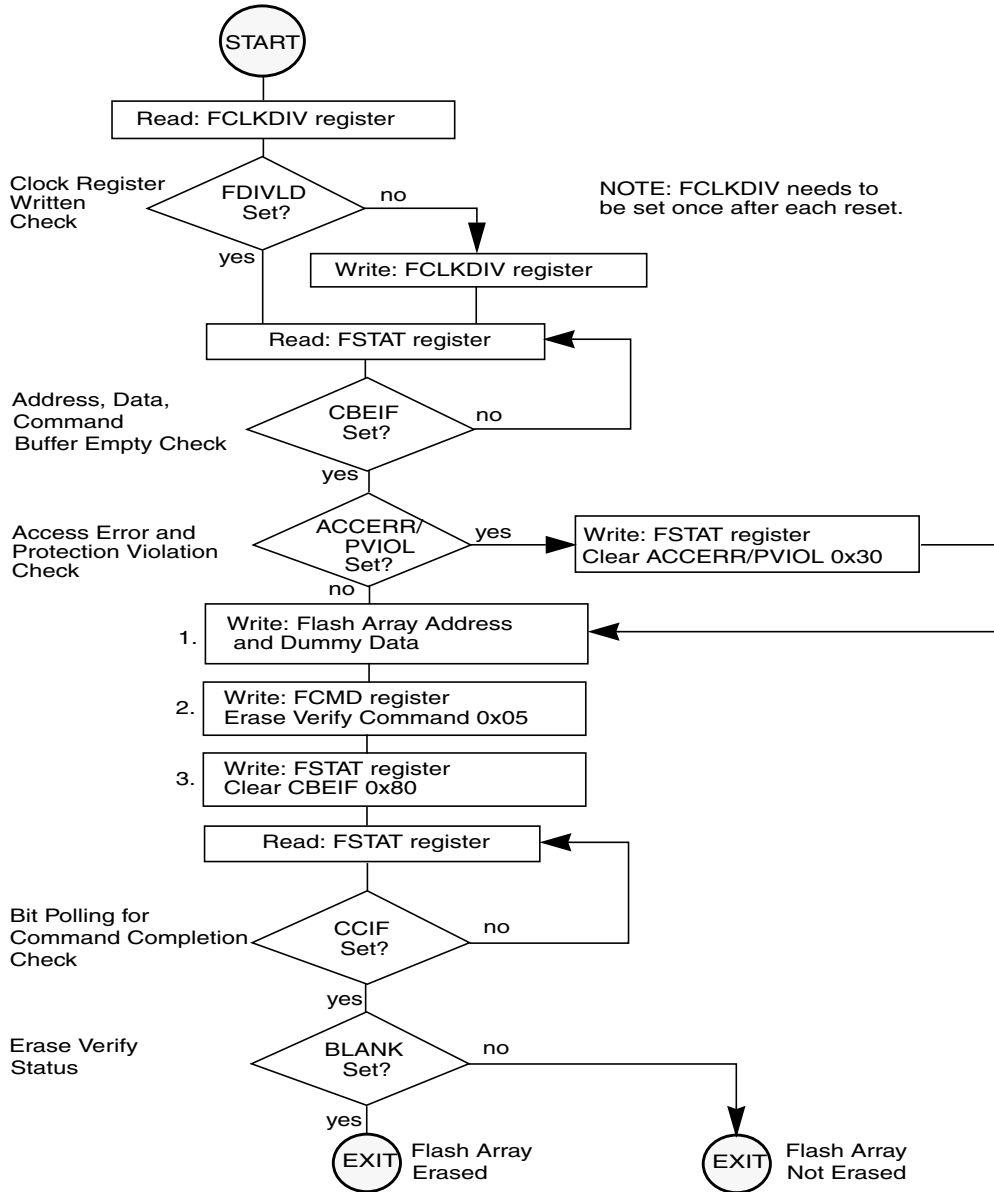 START
Read: FCLKDIV register
Clock Register
Written
Check
FDIVLD
Set?
no
yes
NOTE: FCLKDIV needs to
be set once after each reset.
Write: FCLKDIV register
Read: FSTAT register
Address, Data,
Command
Buffer Empty Check
CBEIF
Set?
no
yes
Access Error and
Protection Violation
Check
ACCERR/
PVIOL
Set?
yes
no
Write: FSTAT register
Clear ACCERR/PVIOL 0x30
1.
Write: Flash Array Address
and Dummy Data
2.
Write: FCMD register
Erase Verify Command 0x05
3.
Write: FSTAT register
Clear CBEIF 0x80
Read: FSTAT register
Bit Polling for
Command Completion
Check
CCIF
Set?
no
yes
Erase Verify
Status
BLANK
Set?
no
yes
EXIT
Flash Array
Erased
EXIT
Flash Array
Not Erased